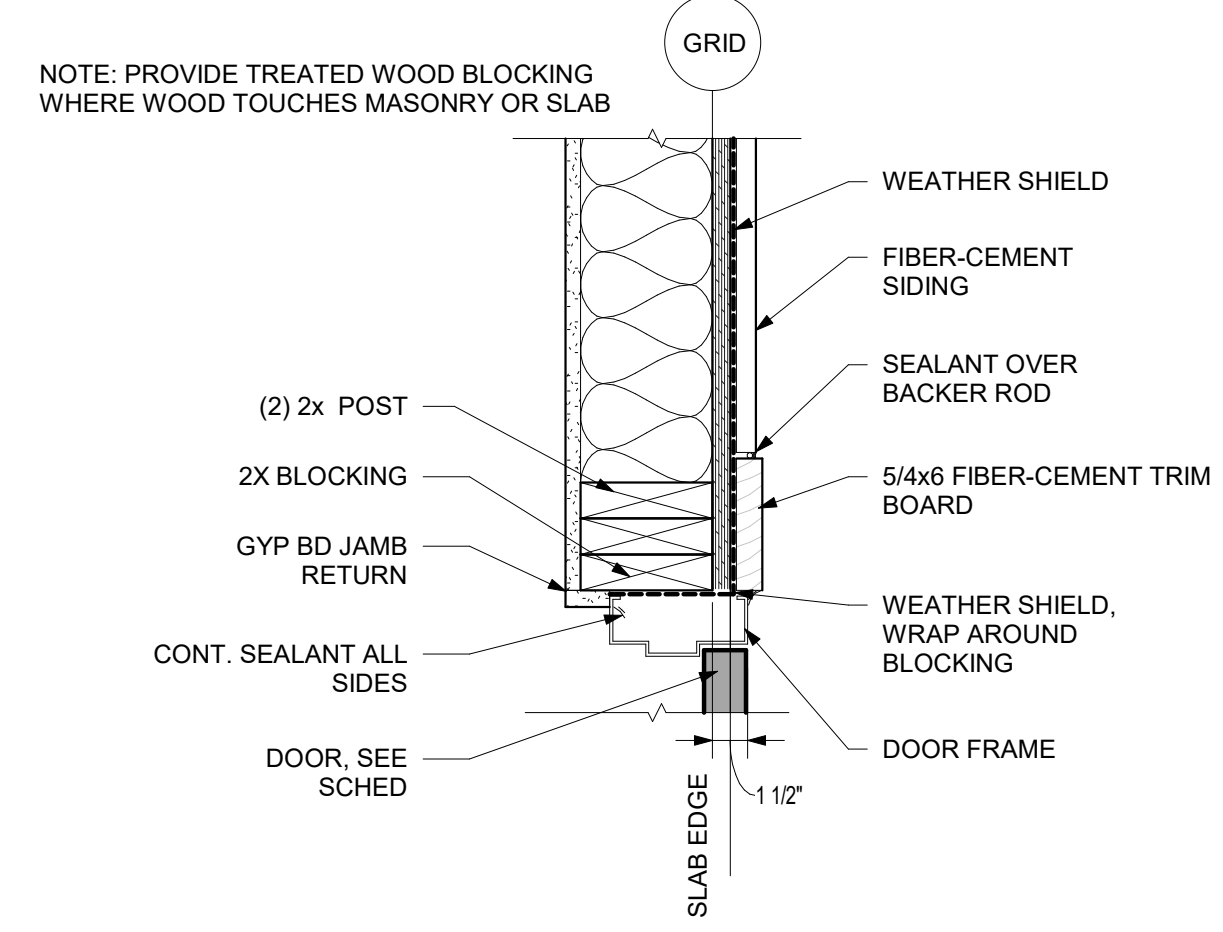 GRID
NOTE: PROVIDE TREATED WOOD BLOCKING
WHERE WOOD TOUCHES MASONRY OR SLAB
WEATHER SHIELD
FIBER-CEMENT
SIDING
SEALANT OVER
BACKER ROD
5/4x6 FIBER-CEMENT TRIM
BOARD
WEATHER SHIELD,
WRAP AROUND
BLOCKING
DOOR FRAME
(2) 2x POST
2X BLOCKING
GYP BD JAMB
RETURN
CONT. SEALANT ALL
SIDES
DOOR, SEE
SCHED
SLAB EDGE
1 1/2"